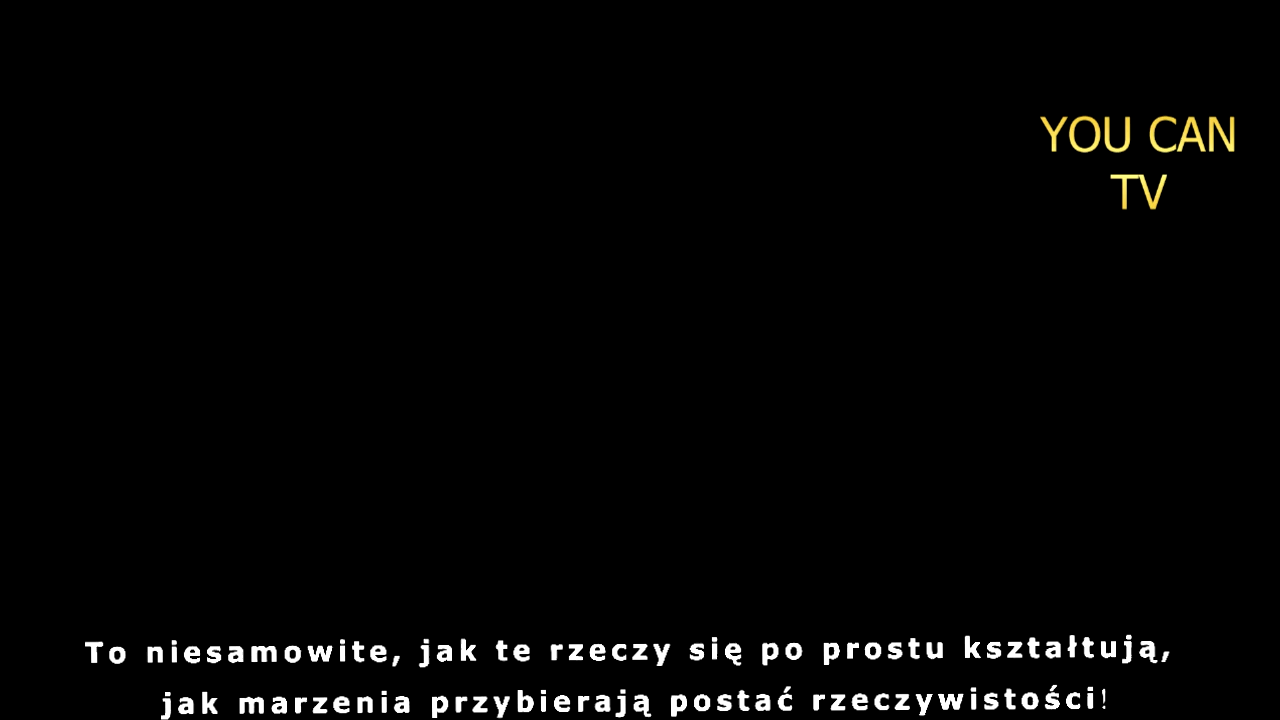 YOU CAN
TV
To niesamowite, jak te rzeczy się po prostu kształtują,
jak marzenia przybierają postać rzeczywistości!